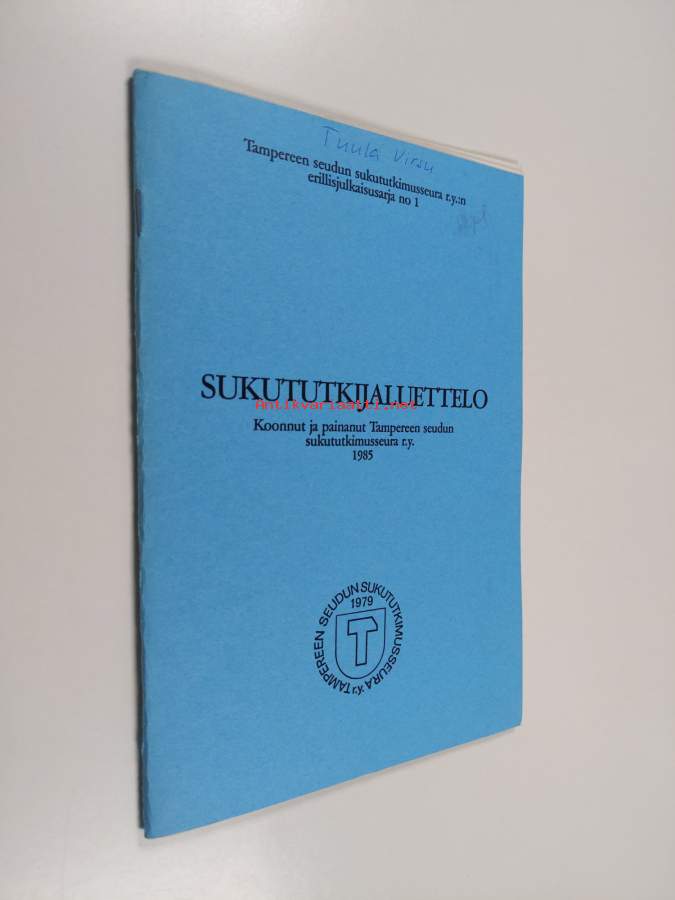 Tuula Virsu
Tampereen seudun sukututkimusseura r.y.:n
erillisjulkaisusarja no 1
SUKUTUTKIJALUETTELO
Antikvariaatti.net
Koonnut ja painanut Tampereen seudun
sukututkimusseura r.y.
1985
TAMPEREEN SEUDUN SUKUTUTKIMUSSEURA r.y.
1979
T